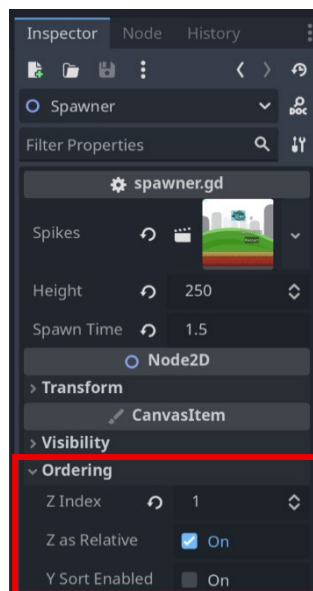 Inspector Node History
Spawner
DOC
Filter Properties
spawner.gd
Spikes
Height 250
Spawn Time 1.5
Node2D
Transform
CanvasItem
Visibility
Ordering
Z Index 1
Z as Relative On
Y Sort Enabled On